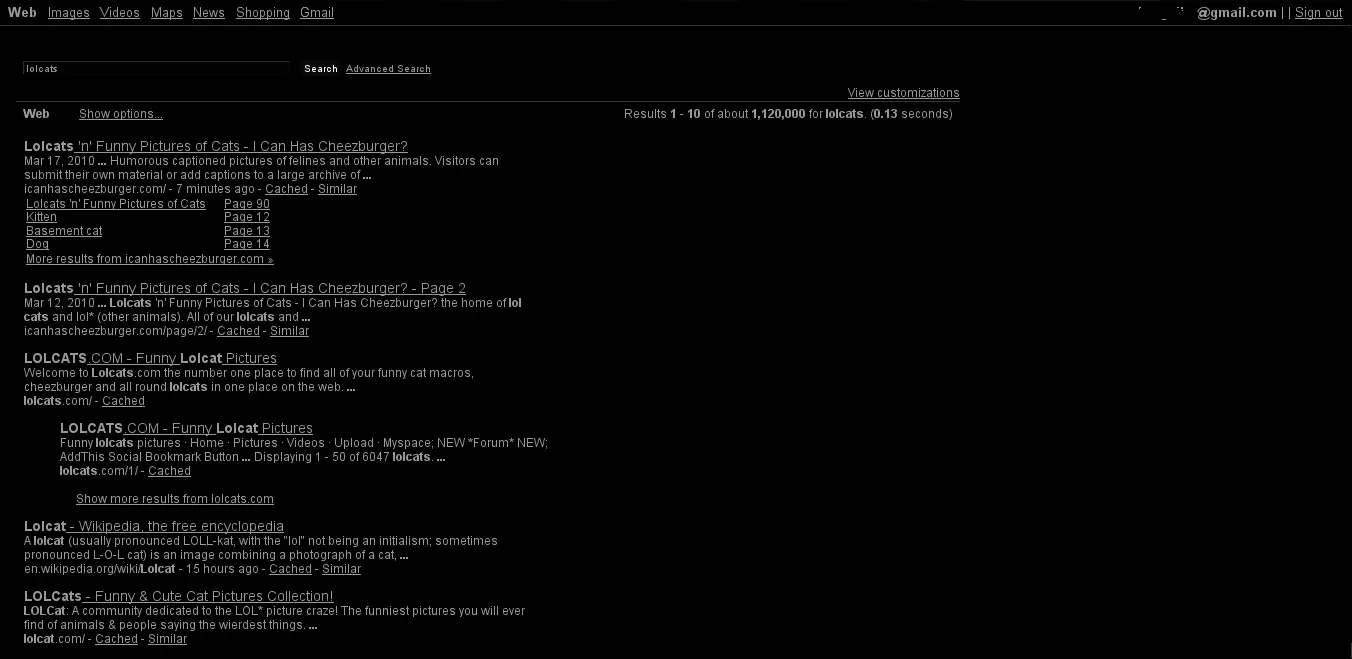 Web Images Videos Maps News Shopping Gmail @gmail.com | | Sign out
lolcats Search Advanced Search
View customizations
Web Show options... Results 1 - 10 of about 1,120,000 for lolcats. (0.13 seconds)
Lolcats 'n' Funny Pictures of Cats - I Can Has Cheezburger?
Mar 17, 2010 ... Humorous captioned pictures of felines and other animals. Visitors can
submit their own material or add captions to a large archive of ...
icanhascheezburger.com/ - 7 minutes ago - Cached - Similar
Lolcats 'n' Funny Pictures of Cats Page 90
Kitten Page 12
Basement cat Page 13
Dog Page 14
More results from icanhascheezburger.com »
Lolcats 'n' Funny Pictures of Cats - I Can Has Cheezburger? - Page 2
Mar 12, 2010 ... Lolcats 'n' Funny Pictures of Cats - I Can Has Cheezburger? the home of lol
cats and lol* (other animals). All of our lolcats and ...
icanhascheezburger.com/page/2/ - Cached - Similar
LOLCATS.COM - Funny Lolcat Pictures
Welcome to Lolcats.com the number one place to find all of your funny cat macros,
cheezburger and all round lolcats in one place on the web. ...
lolcats.com/ - Cached
LOLCATS.COM - Funny Lolcat Pictures
Funny lolcats pictures · Home · Pictures · Videos · Upload · Myspace; NEW *Forum* NEW;
AddThis Social Bookmark Button ... Displaying 1 - 50 of 6047 lolcats. ...
lolcats.com/1/ - Cached
Show more results from lolcats.com
Lolcat - Wikipedia, the free encyclopedia
A lolcat (usually pronounced LOLL-kat, with the "lol" not being an initialism; sometimes
pronounced L-O-L cat) is an image combining a photograph of a cat, ...
en.wikipedia.org/wiki/Lolcat - 15 hours ago - Cached - Similar
LOLCats - Funny & Cute Cat Pictures Collection!
LOLCat: A community dedicated to the LOL* picture craze! The funniest pictures you will ever
find of animals & people saying the wierdest things. ...
lolcat.com/ - Cached - Similar